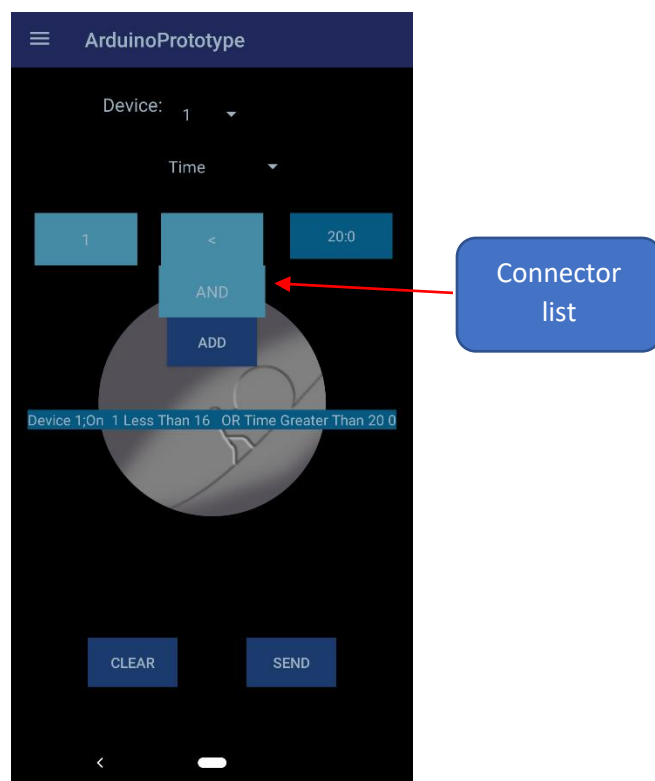 ArduinoPrototype
Device: 1
Time
1 < 20:0
AND
ADD
Device 1;On 1 Less Than 16 OR Time Greater Than 20 0
CLEAR SEND
Connector
list